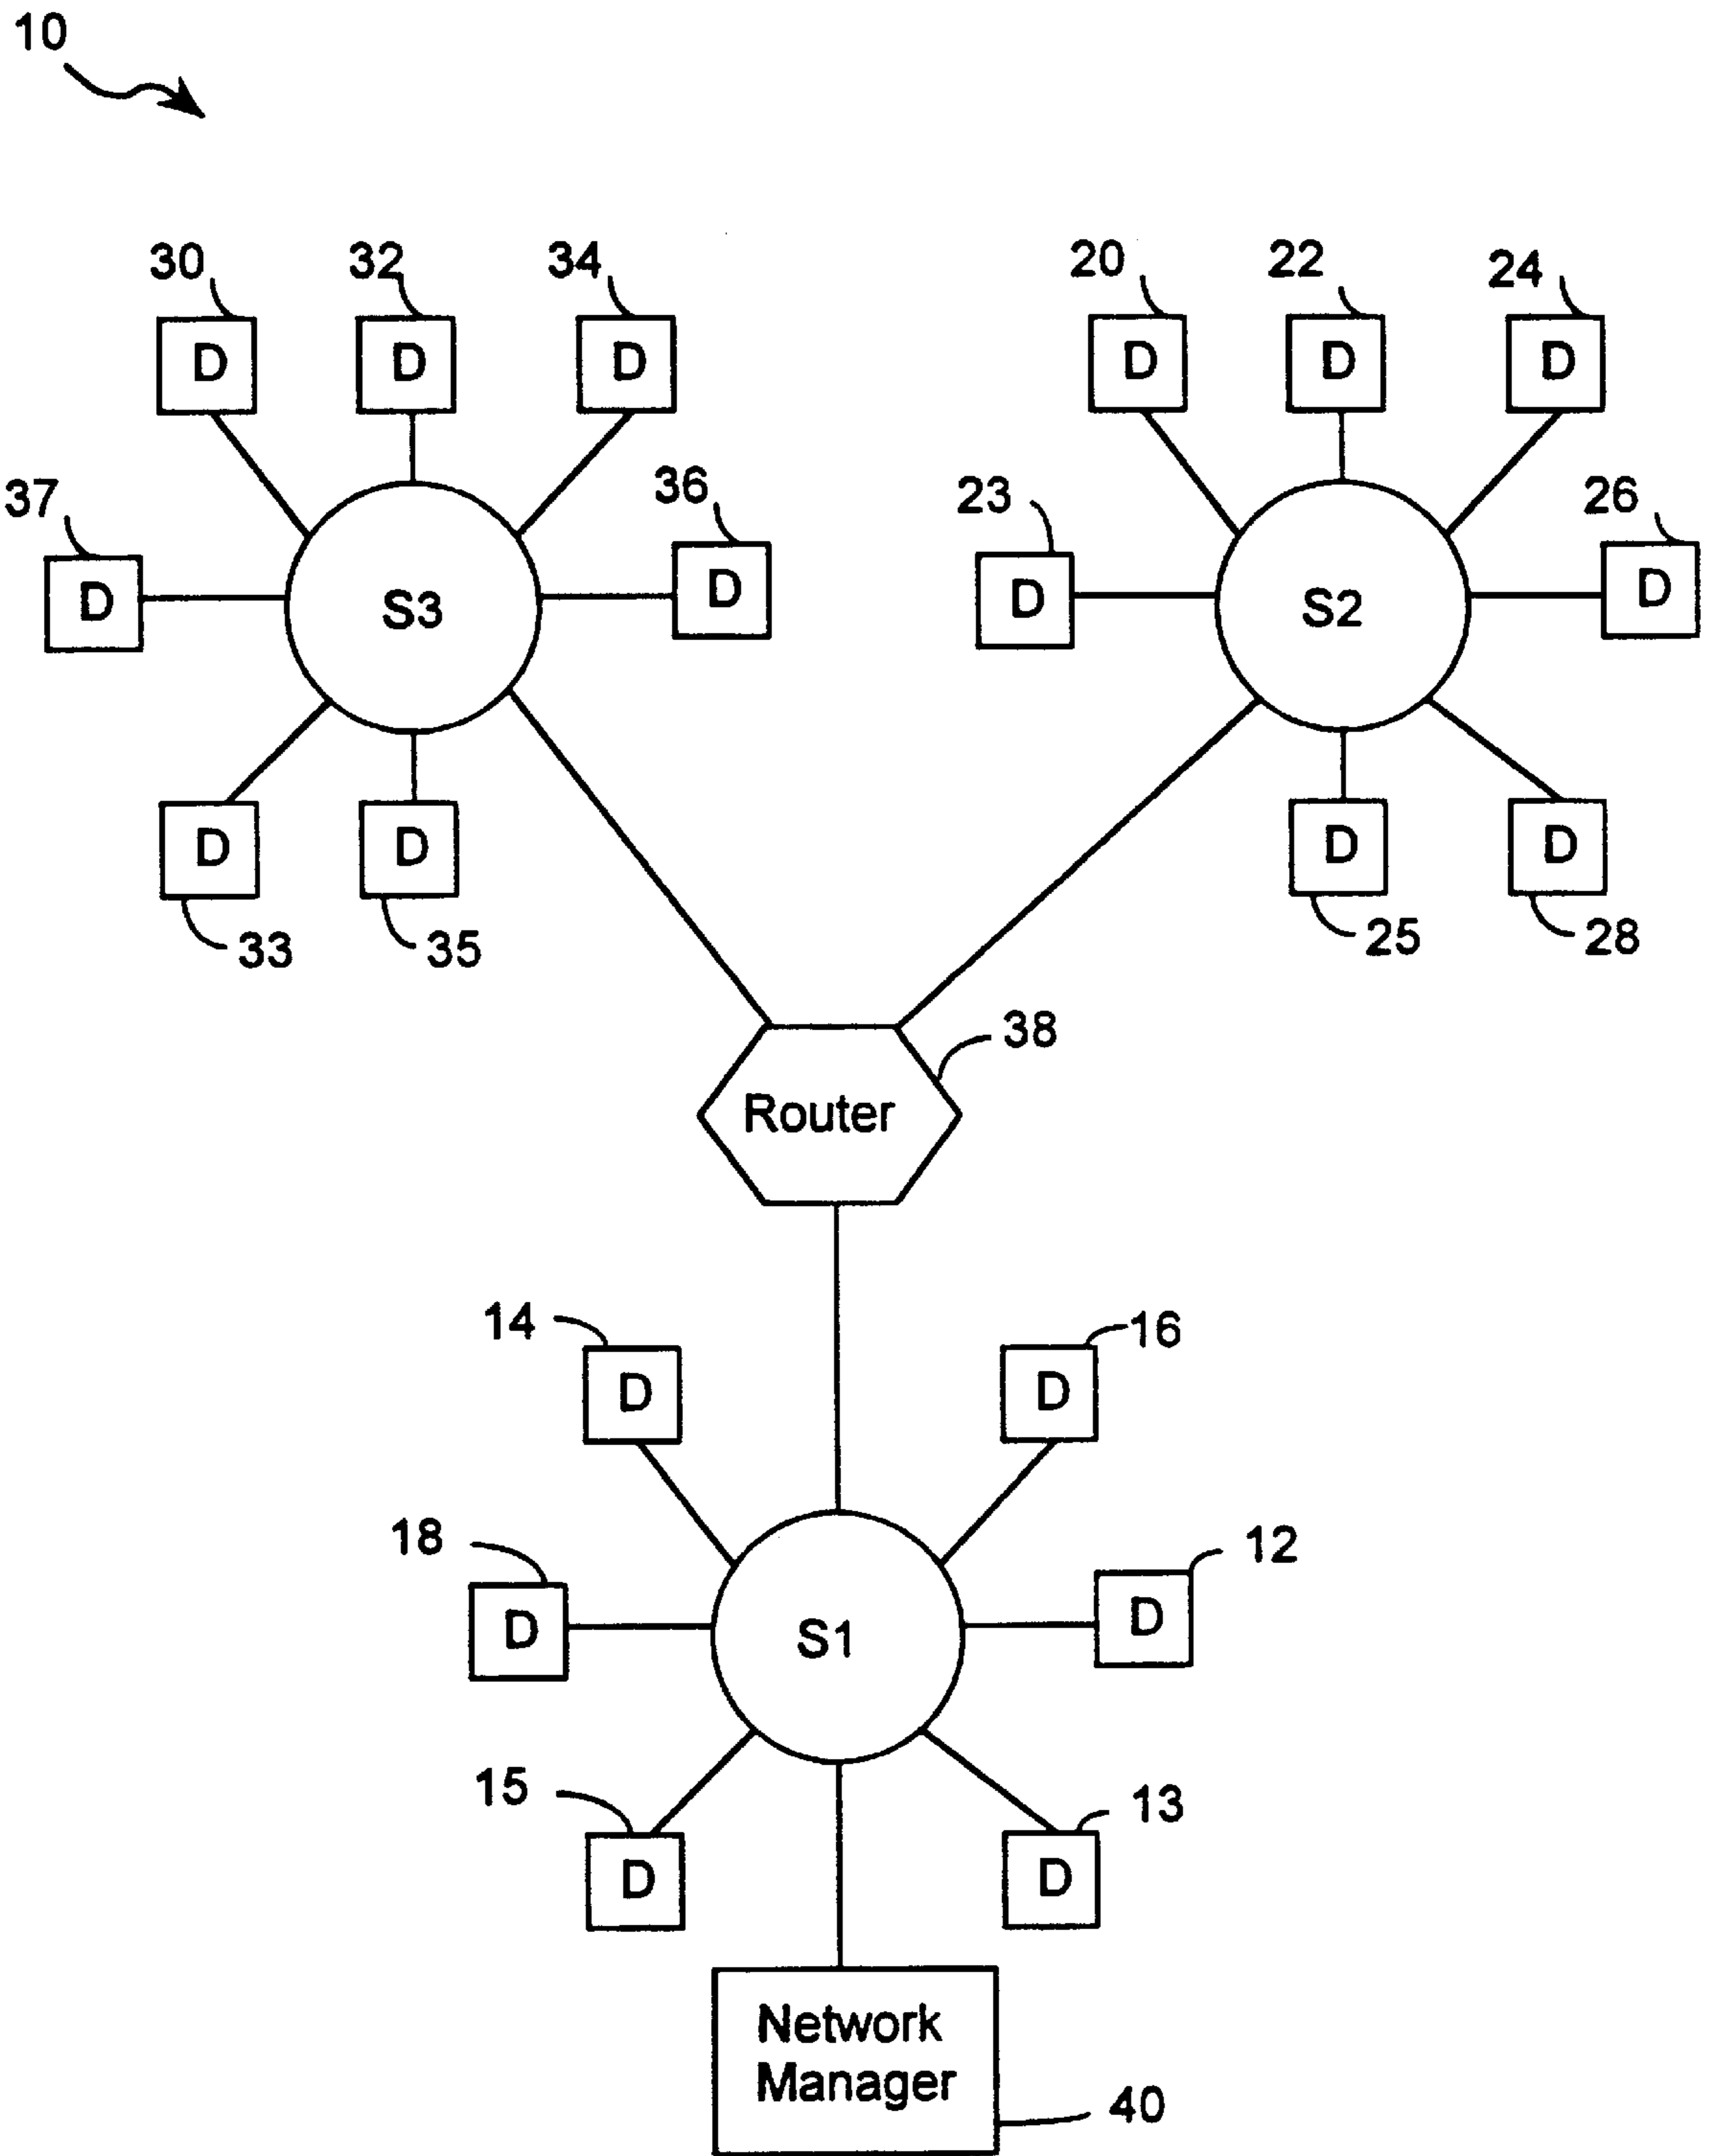 10
30 32 34 20 22 24
D D D D D D
37 36 23 26
D S3 D D S2 D
D D D D
33 35 25 28
38
Router
14 16
D D
18 12
D S1 D
15 13
D D
Network
Manager
40